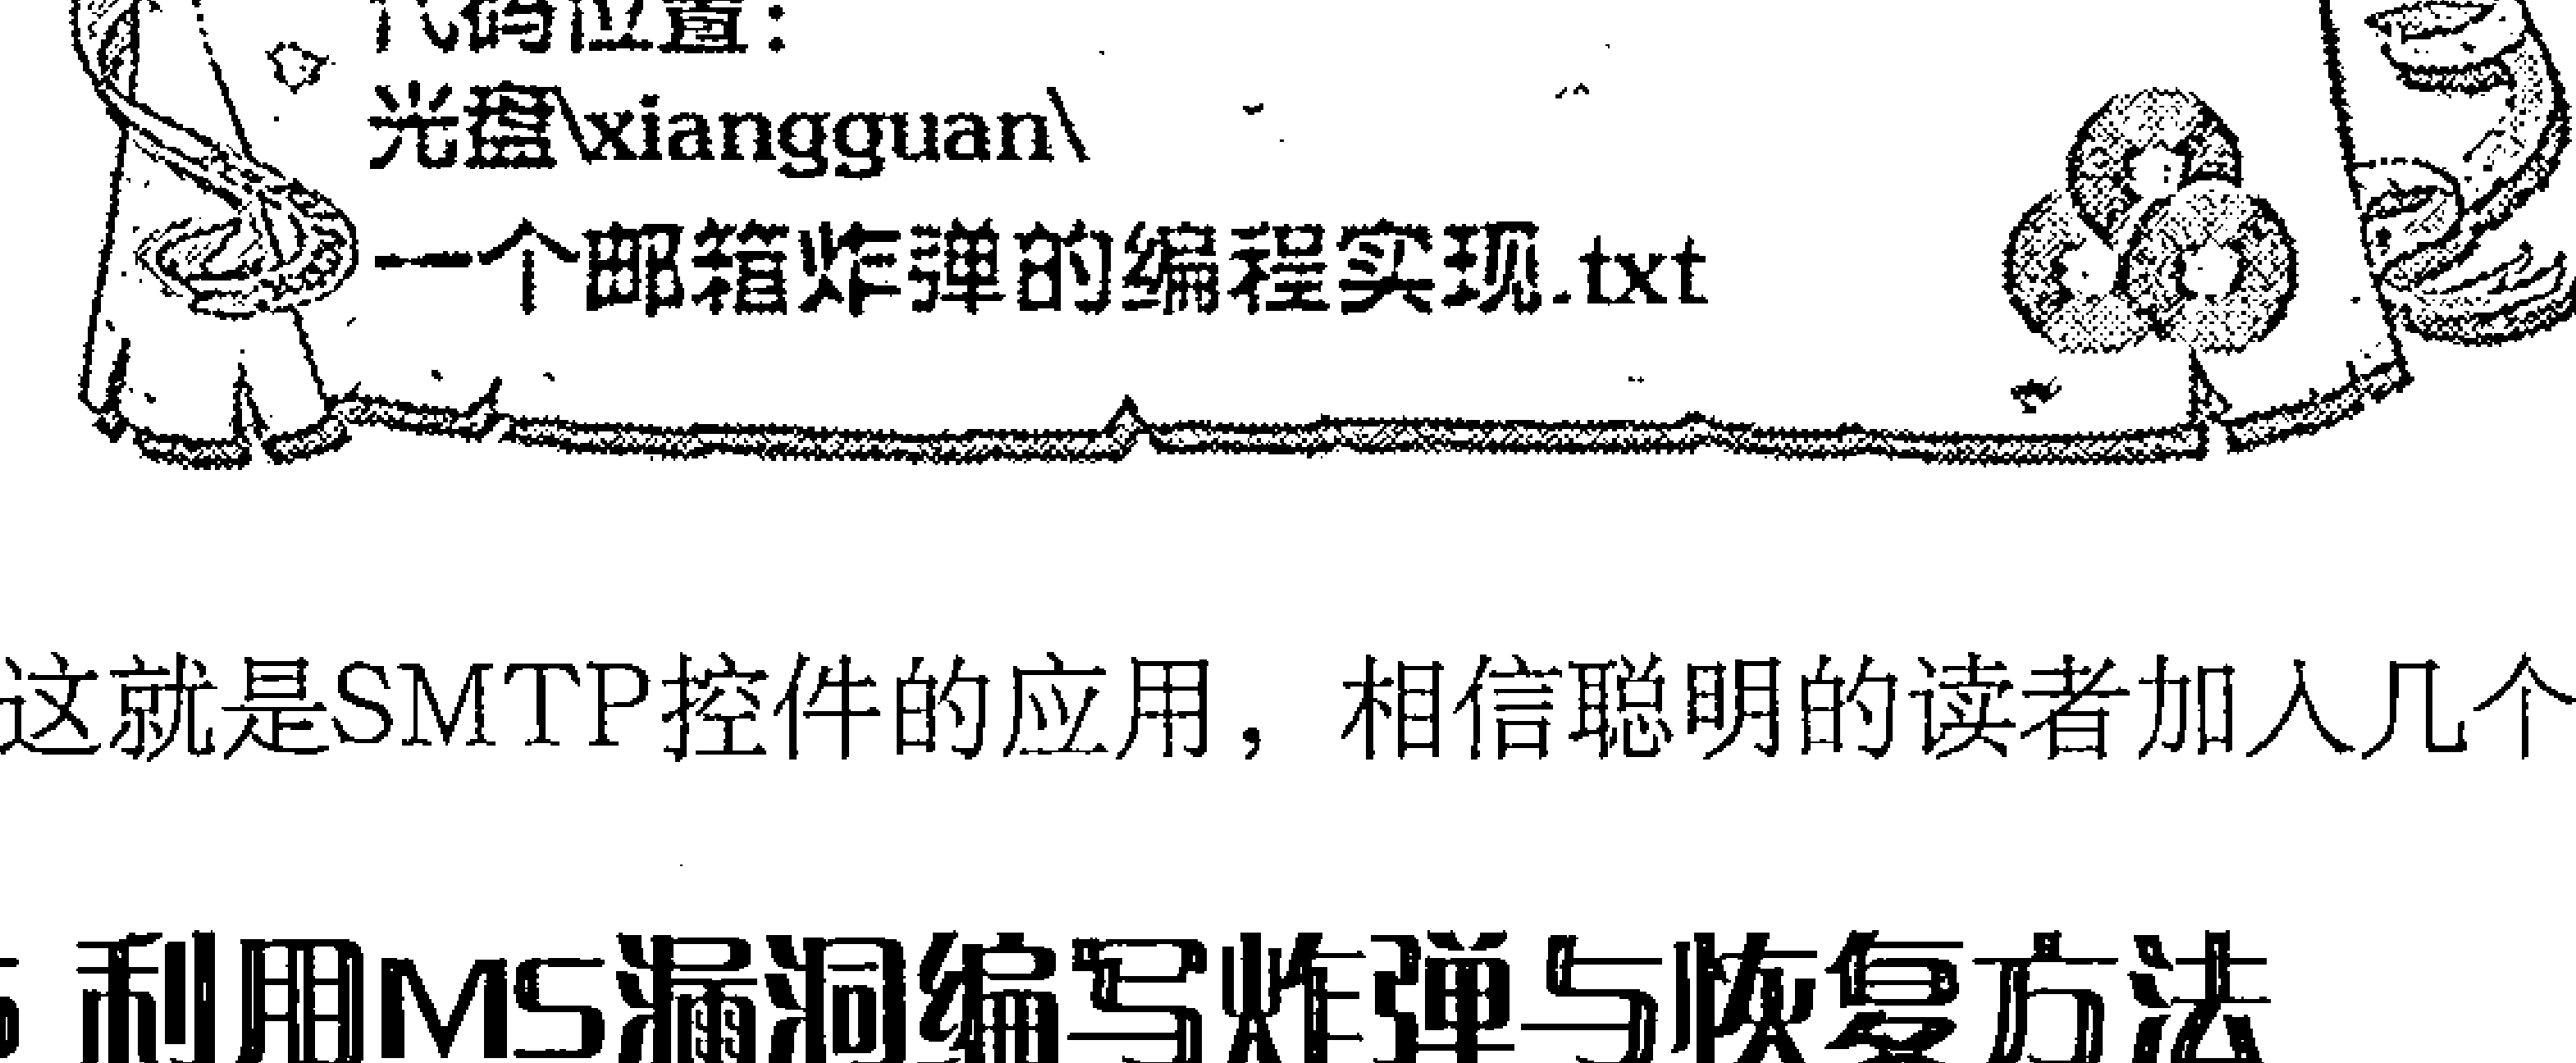 代码位置：
光盘\xiangguan\
一个邮箱炸弹的编程实现.txt
这就是SMTP控件的应用，相信聪明的读者加入几个
利用MS漏洞编写炸弹与恢复方法